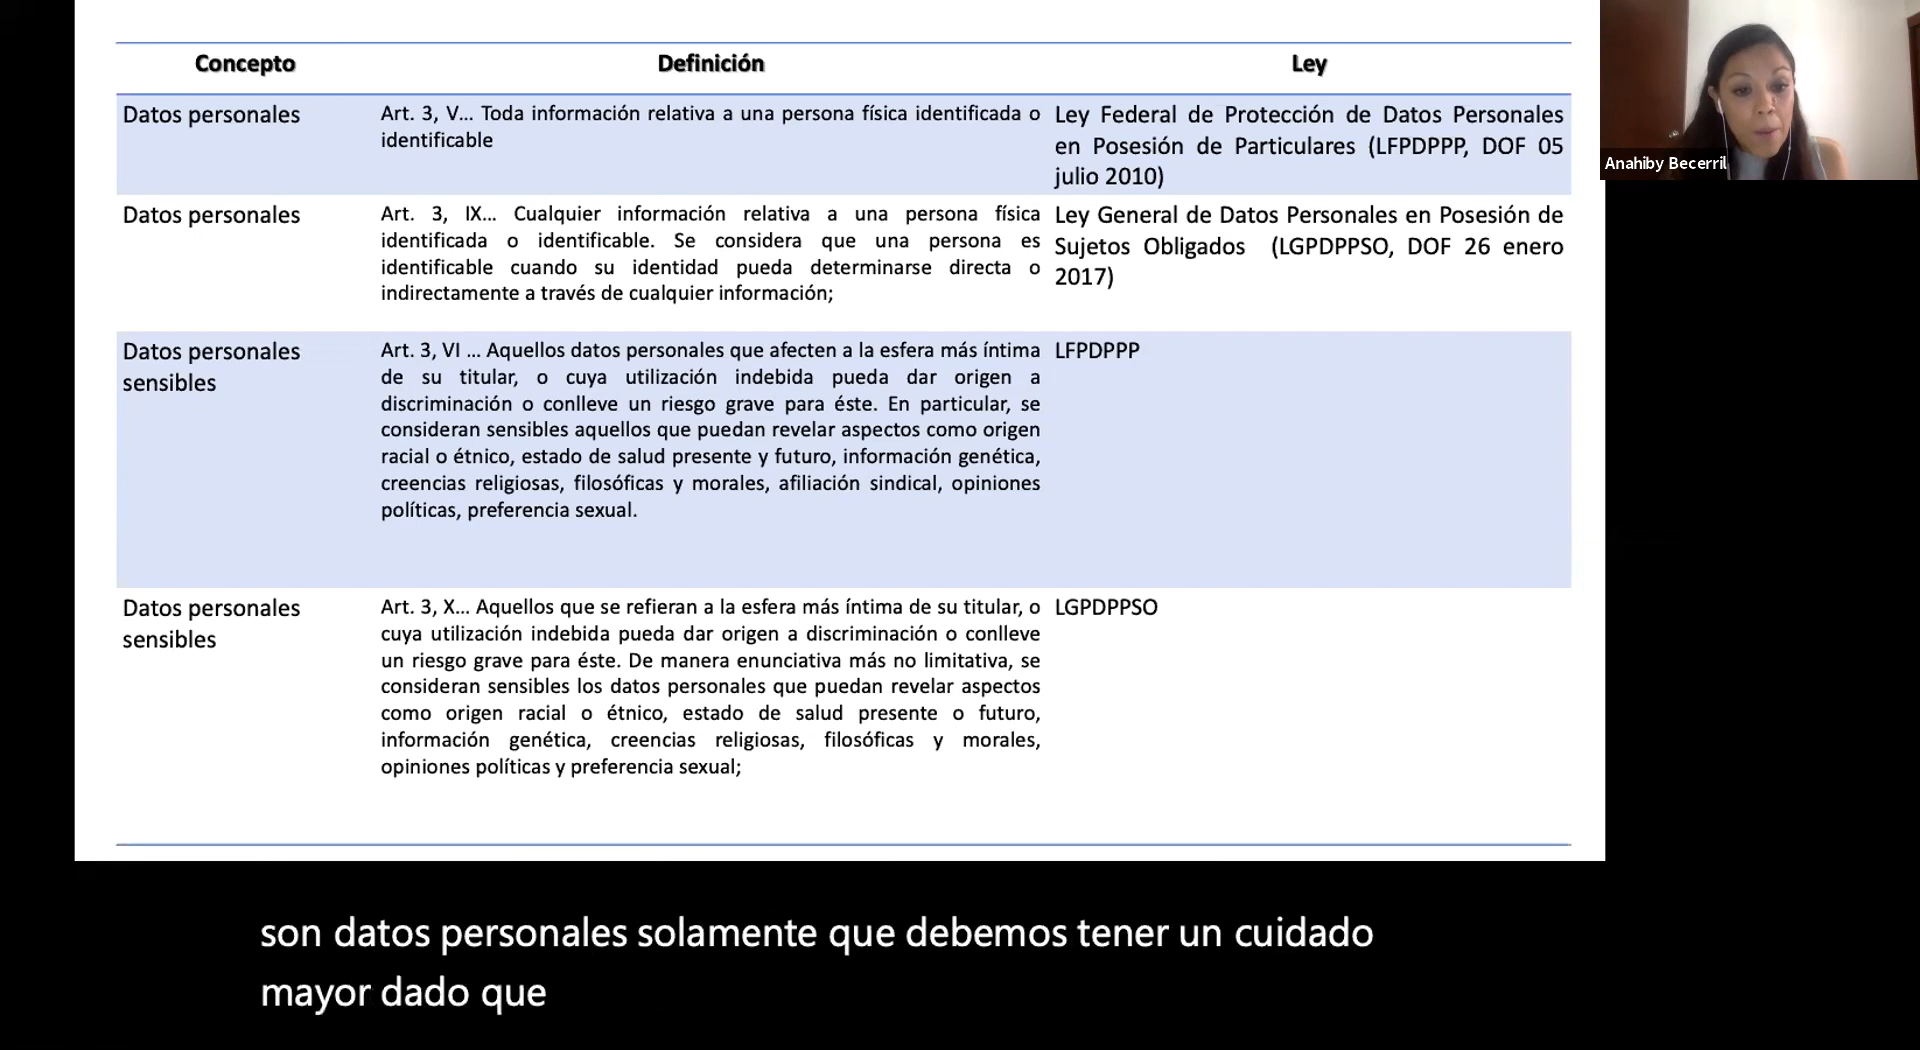 Concepto
Definición
Ley
Datos personales
Art. 3, V... Toda información relativa a una persona física identificada o
identificable
Ley Federal de Protección de Datos Personales
en Posesión de Particulares (LFPDPPP, DOF 05
julio 2010)
Datos personales
Art. 3, IX... Cualquier información relativa a una persona física
identificada o identificable. Se considera que una persona es
identificable cuando su identidad pueda determinarse directa o
indirectamente a través de cualquier información;
Ley General de Datos Personales en Posesión de
Sujetos Obligados (LGPDPPSO, DOF 26 enero
2017)
Datos personales
sensibles
Art. 3, VI ... Aquellos datos personales que afecten a la esfera más íntima
de su titular, o cuya utilización indebida pueda dar origen a
discriminación o conlleve un riesgo grave para éste. En particular, se
consideran sensibles aquellos que puedan revelar aspectos como origen
racial o étnico, estado de salud presente y futuro, información genética,
creencias religiosas, filosóficas y morales, afiliación sindical, opiniones
políticas, preferencia sexual.
LFPDPPP
Datos personales
sensibles
Art. 3, X... Aquellos que se refieran a la esfera más íntima de su titular, o
cuya utilización indebida pueda dar origen a discriminación o conlleve
un riesgo grave para éste. De manera enunciativa más no limitativa, se
consideran sensibles los datos personales que puedan revelar aspectos
como origen racial o étnico, estado de salud presente o futuro,
información genética, creencias religiosas, filosóficas y morales,
opiniones políticas y preferencia sexual;
LGPDPPSO
Anahiby Becerril
son datos personales solamente que debemos tener un cuidado
mayor dado que